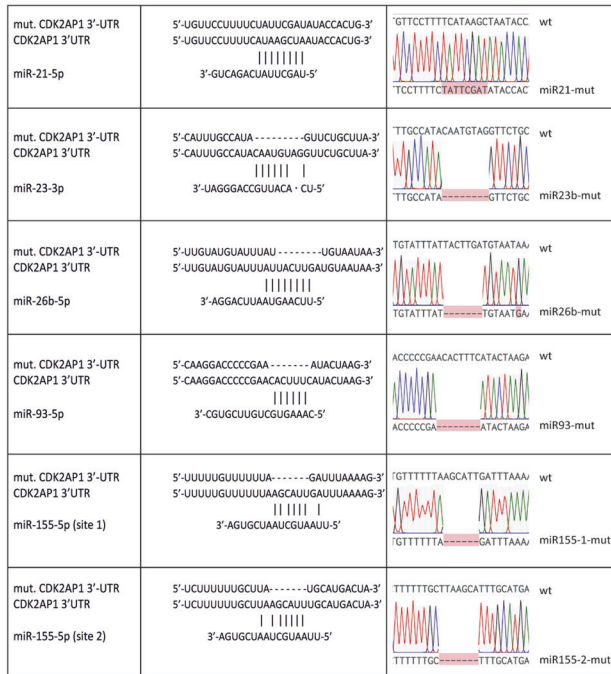 mut. CDK2AP1 3’-UTR 5’-UGUUCCUUUUCUAUUCGAUAUACCACUG-3’
CDK2AP1 3’UTR 5’-UGUUCCUUUUCAUAAGCUAAUACCACUG-3’
miR-21-5p 3’-GUCAGACUAUUCGAU-5’
TGTTCCTTTTCATAAGCTAATACC. wt
TTCCTTTTCTATTCGATATACCACT miR21-mut
mut. CDK2AP1 3’-UTR 5’-CAUUUGCCAUA---------GUUCUGCUUA-3’
CDK2AP1 3’UTR 5’-CAUUUGCCAUACAAUGUAGGUUCUGCUUA-3’
miR-23-3p 3’-UAGGGACCGUUACA · CU-5’
TTTGCCATACAATGTAGGTTCTGC wt
TTTGCCATA---------GTTCTGC miR23b-mut
mut. CDK2AP1 3’-UTR 5’-UUGUAUGUAUUUAU--------UGUAAUAA-3’
CDK2AP1 3’UTR 5’-UUGUAUGUAUUUAUUACUUGAUGUAAUAA-3’
miR-26b-5p 3’-AGGACUUAAUGAACUU-5’
TGTATTTATTACTTGATGTAATAA wt
TGTATTTAT--------TGTAATGAA miR26b-mut
mut. CDK2AP1 3’-UTR 5’-CAAGGACCCCCGAA-------AUACUAAG-3’
CDK2AP1 3’UTR 5’-CAAGGACCCCCGAACACUUUCAUACUAAG-3’
miR-93-5p 3’-CGUGCUUGUCGUGAAAC-5’
ACCCCCGAACACTTTCATACTAAGA wt
ACCCCCGA--------ATACTAAGA miR93-mut
mut. CDK2AP1 3’-UTR 5’-UUUUUGUUUUUUA-------GAUUUAAAAG-3’
CDK2AP1 3’UTR 5’-UUUUUGUUUUUUAAGCAUUGAUUUAAAAG-3’
miR-155-5p (site 1) 3’-AGUGCUAAUCGUAAUU-5’
TGTTTTTTAAGCATTGATTTAAA wt
TGTTTTTTA-------GATTTAAA miR155-1-mut
mut. CDK2AP1 3’-UTR 5’-UCUUUUUUGCUUA-------UGCAUGACUA-3’
CDK2AP1 3’UTR 5’-UCUUUUUUGCUUAAGCAUUUGCAUGACUA-3’
miR-155-5p (site 2) 3’-AGUGCUAAUCGUAAUU-5’
TTTTTTGCTTAAGCATTTGCATGA wt
TTTTTTGC--------TTTGCATGA miR155-2-mut